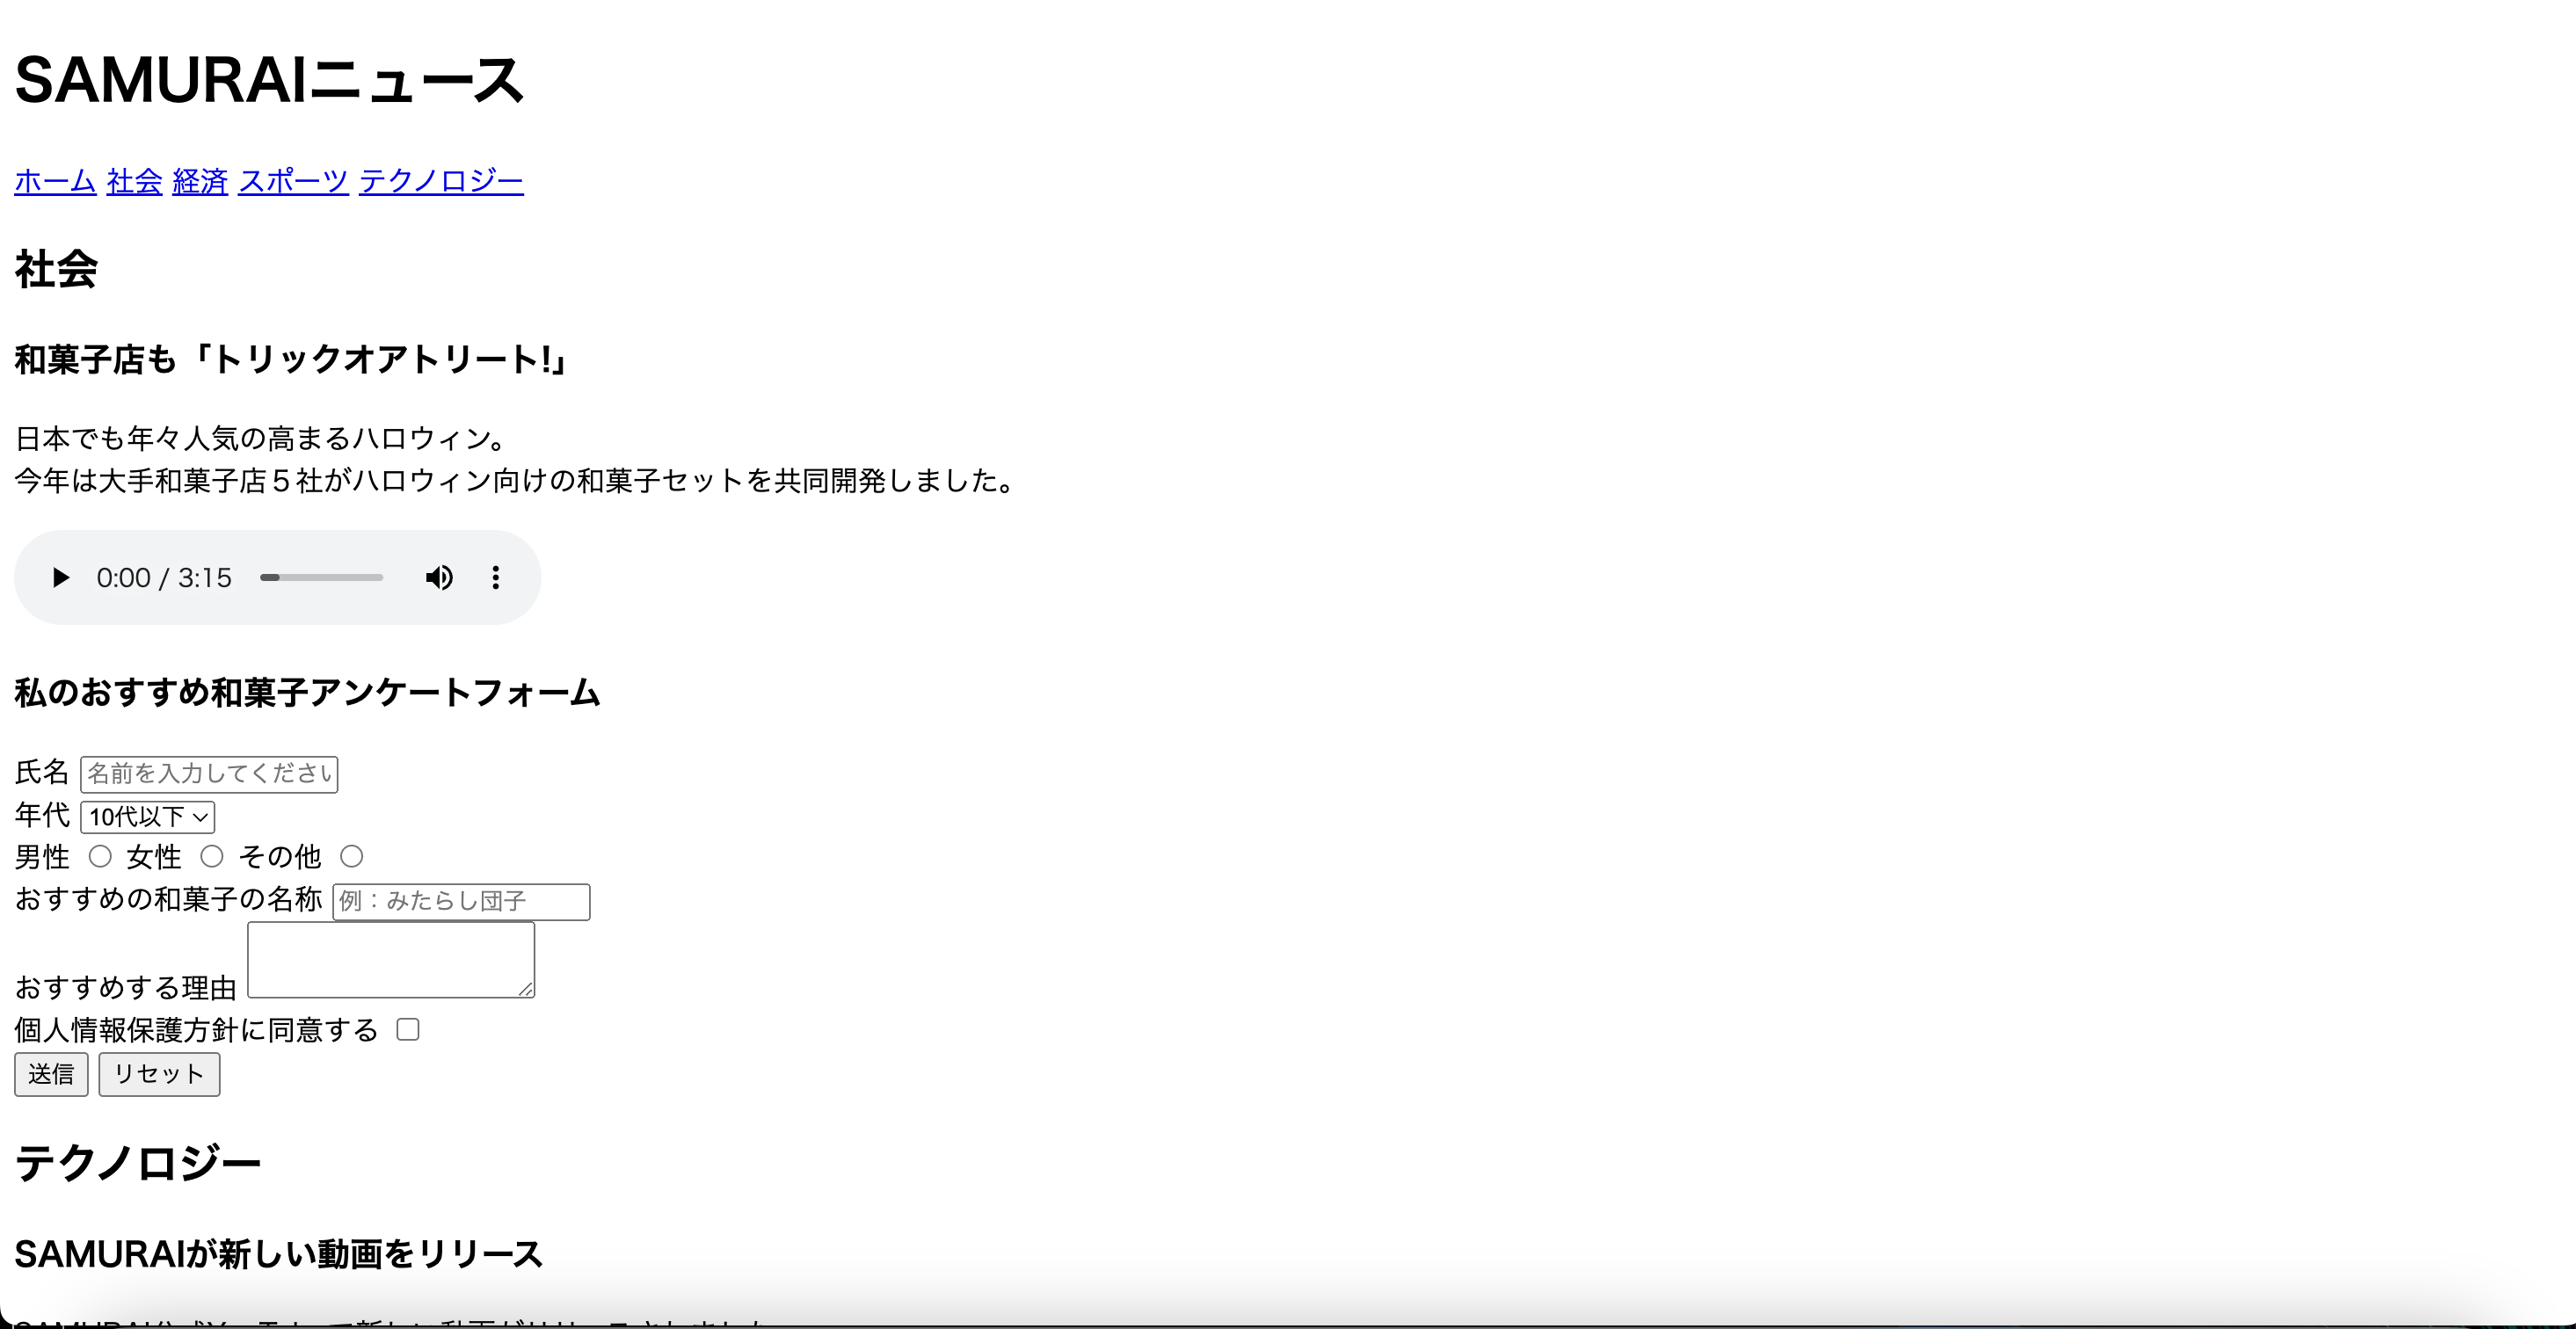 SAMURAIニュース
ホーム 社会 経済 スポーツ テクノロジー
社会
和菓子店も「トリックオアトリート!」
日本でも年々人気の高まるハロウィン。
今年は大手和菓子店５社がハロウィン向けの和菓子セットを共同開発しました。
0:00 / 3:15
私のおすすめ和菓子アンケートフォーム
氏名 名前を入力してください
年代 10代以下
男性 女性 その他
おすすめの和菓子の名称 例：みたらし団子
おすすめする理由
個人情報保護方針に同意する
送信 リセット
テクノロジー
SAMURAIが新しい動画をリリース